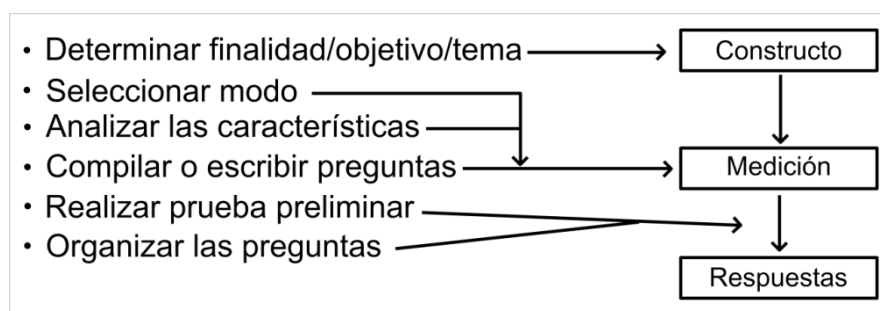 • Determinar finalidad/objetivo/tema
Constructo
• Seleccionar modo
• Analizar las características
• Compilar o escribir preguntas
Medición
• Realizar prueba preliminar
• Organizar las preguntas
Respuestas